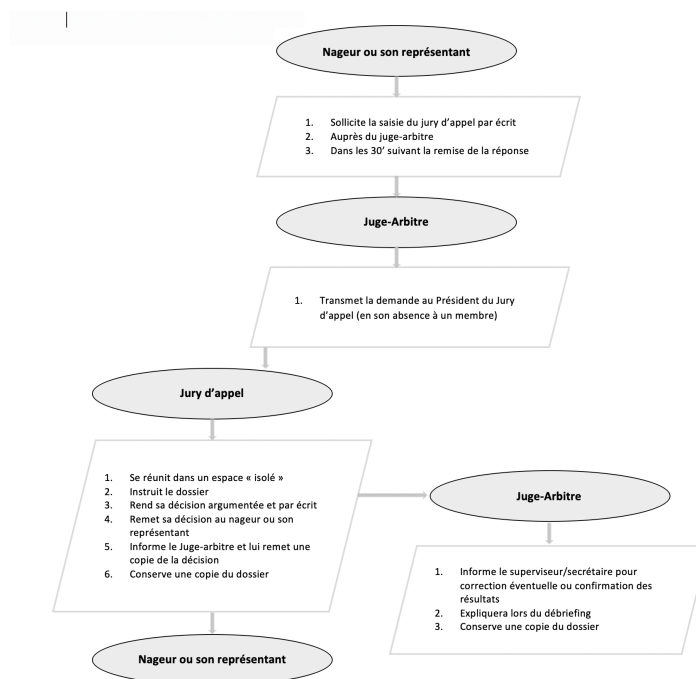 Nageur ou son représentant
1. Sollicite la saisie du jury d'appel par écrit
2. Auprès du juge-arbitre
3. Dans les 30' suivant la remise de la réponse
Juge-Arbitre
1. Transmet la demande au Président du Jury
d'appel (en son absence à un membre)
Jury d'appel
1. Se réunit dans un espace « isolé »
2. Instruit le dossier
3. Rend sa décision argumentée et par écrit
4. Remet sa décision au nageur ou son
représentant
5. Informe le Juge-arbitre et lui remet une
copie de la décision
6. Conserve une copie du dossier
Juge-Arbitre
1. Informe le superviseur/secrétaire pour
correction éventuelle ou confirmation des
résultats
2. Expliquera lors du débriefing
3. Conserve une copie du dossier
Nageur ou son représentant